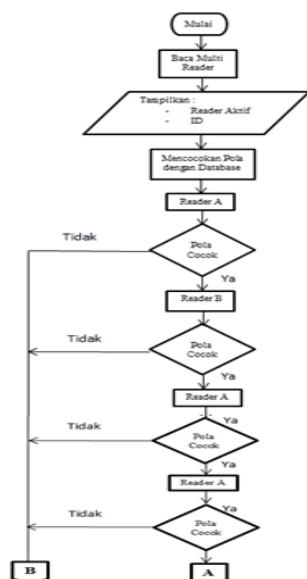 Mulai
Baca Multi
Reader
Tampilkan :
- Reader Aktif
- ID
Mencocokan Pola
dengan Database
Reader A
Tidak
Pola
Cocok
Ya
Reader B
Tidak
Pola
Cocok
Ya
Reader A
Ya
Tidak
Pola
Cocok
Ya
Reader A
Ya
Tidak
Pola
Cocok
B
A